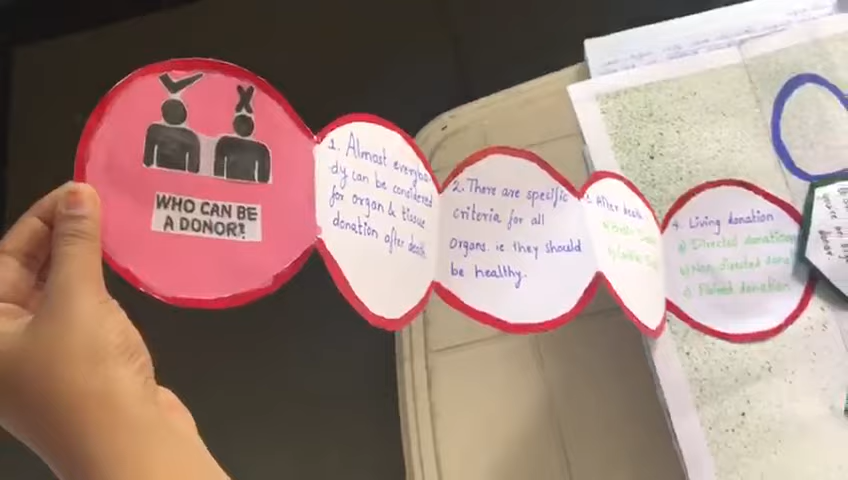 X
WHO CAN BE
A DONOR?
1. Almost everybo
dy can be considered
for organ & tissue
donation after death.
2. There are specific
criteria for all
organs. ie they should
be healthy.
After death
4. Living donation
a) Directed donation
b) Non directed donat
c) Paired donation